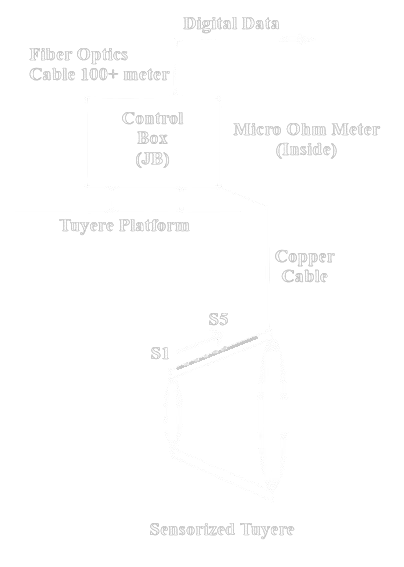 Digital Data
Fiber Optics
Cable 100+ meter
Control
Box
(JB)
Micro Ohm Meter
(Inside)
Tuyere Platform
Copper
Cable
S5
S1
Sensorized Tuyere